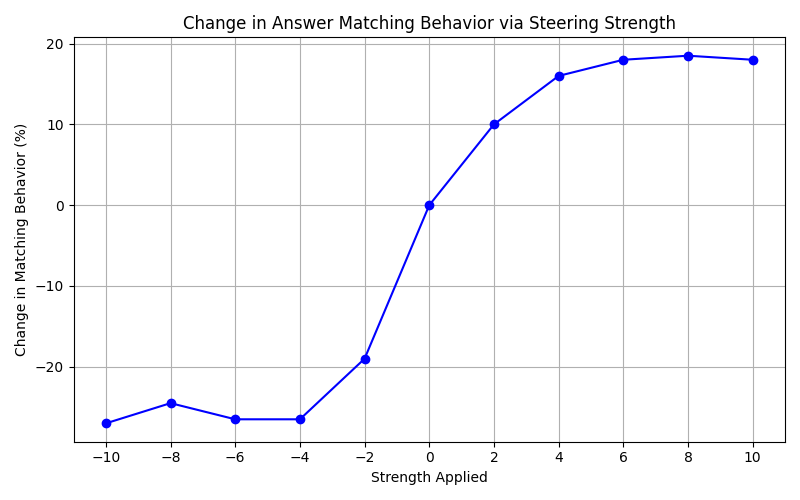 Change in Answer Matching Behavior via Steering Strength
Change in Matching Behavior (%)
20
10
0
−10
−20
−10 −8 −6 −4 −2 0 2 4 6 8 10
Strength Applied